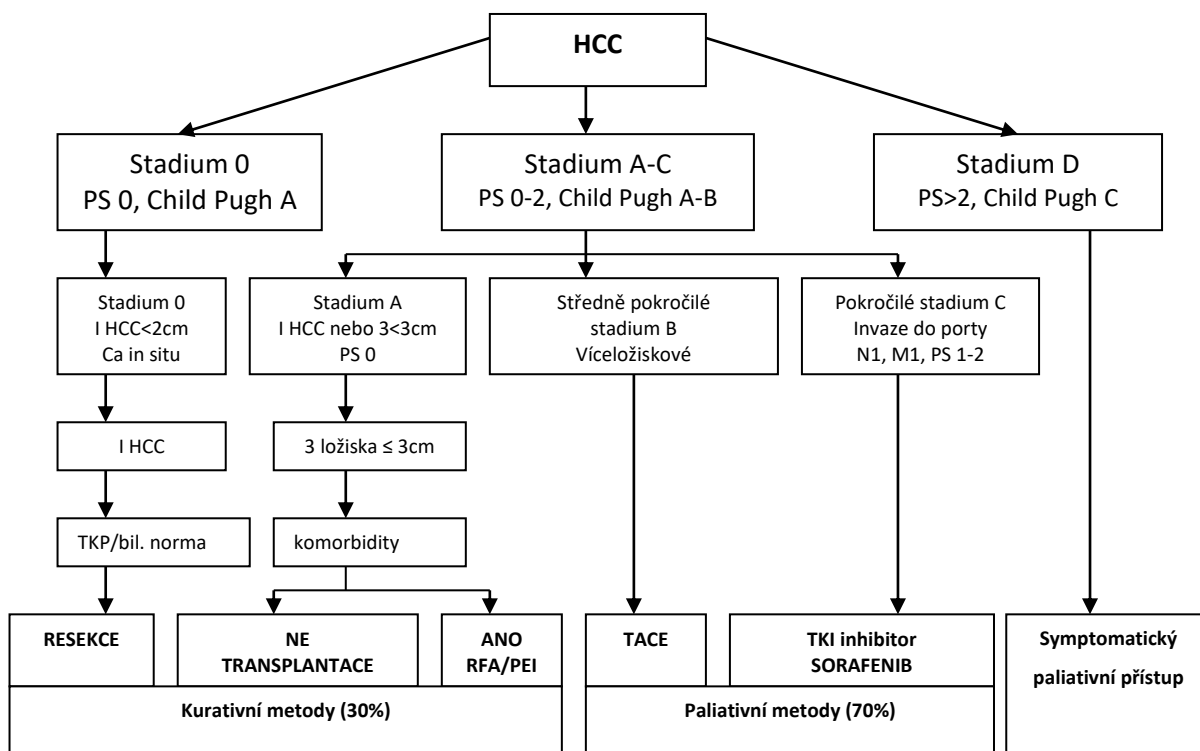 HCC
Stadium 0
PS 0, Child Pugh A
Stadium A-C
PS 0-2, Child Pugh A-B
Stadium D
PS>2, Child Pugh C
Stadium 0
I HCC<2cm
Ca in situ
Stadium A
I HCC nebo 3<3cm
PS 0
Středně pokročilé
stadium B
Víceložiskové
Pokročilé stadium C
Invaze do porty
N1, M1, PS 1-2
I HCC
3 ložiska ≤ 3cm
TKP/bil. norma
komorbidity
RESEKCE
NE
TRANSPLANTACE
ANO
RFA/PEI
TACE
TKI inhibitor
SORAFENIB
Symptomatický
paliativní přístup
Kurativní metody (30%)
Paliativní metody (70%)